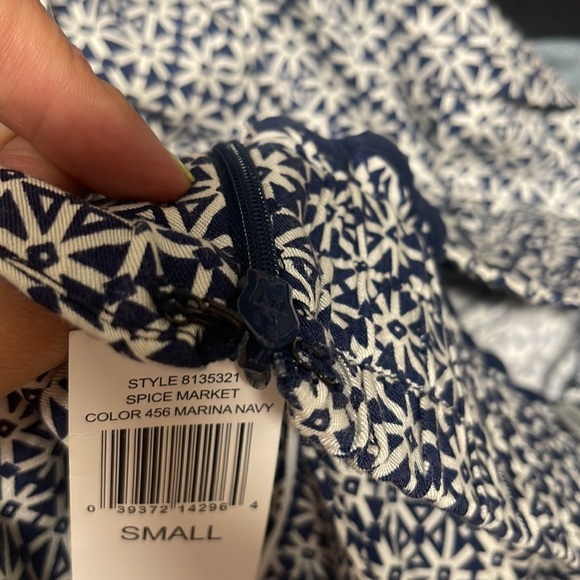 STYLE 8135321
SPICE MARKET
COLOR 456 MARINA NAVY
0 39372 14296 4
SMALL